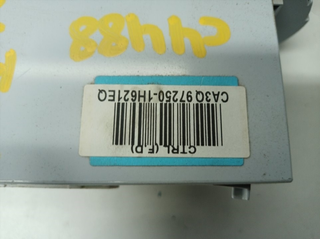 CTRL (F.D)
CA3Q 97250-1H621EQ
C4488